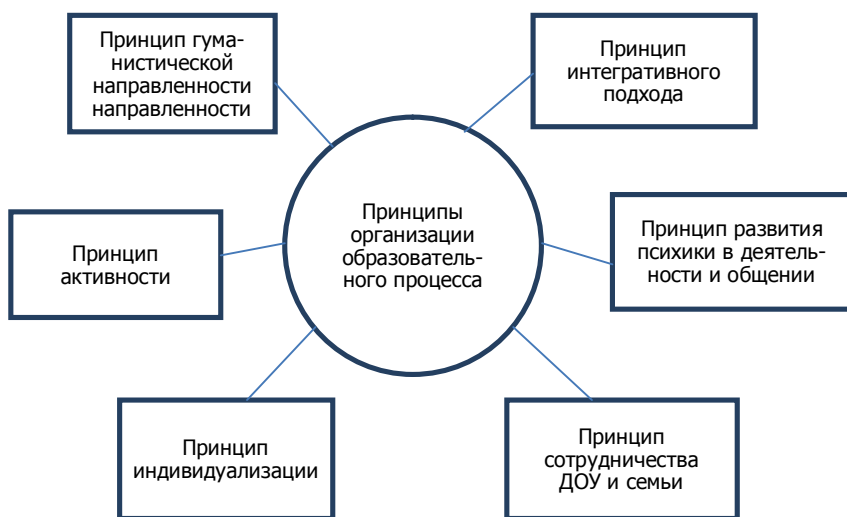 Принцип гума-
нистической
направленности
направленности
Принцип
интегративного
подхода
Принципы
организации
образователь-
ного процесса
Принцип
активности
Принцип развития
психики в деятель-
ности и общении
Принцип
индивидуализации
Принцип
сотрудничества
ДОУ и семьи